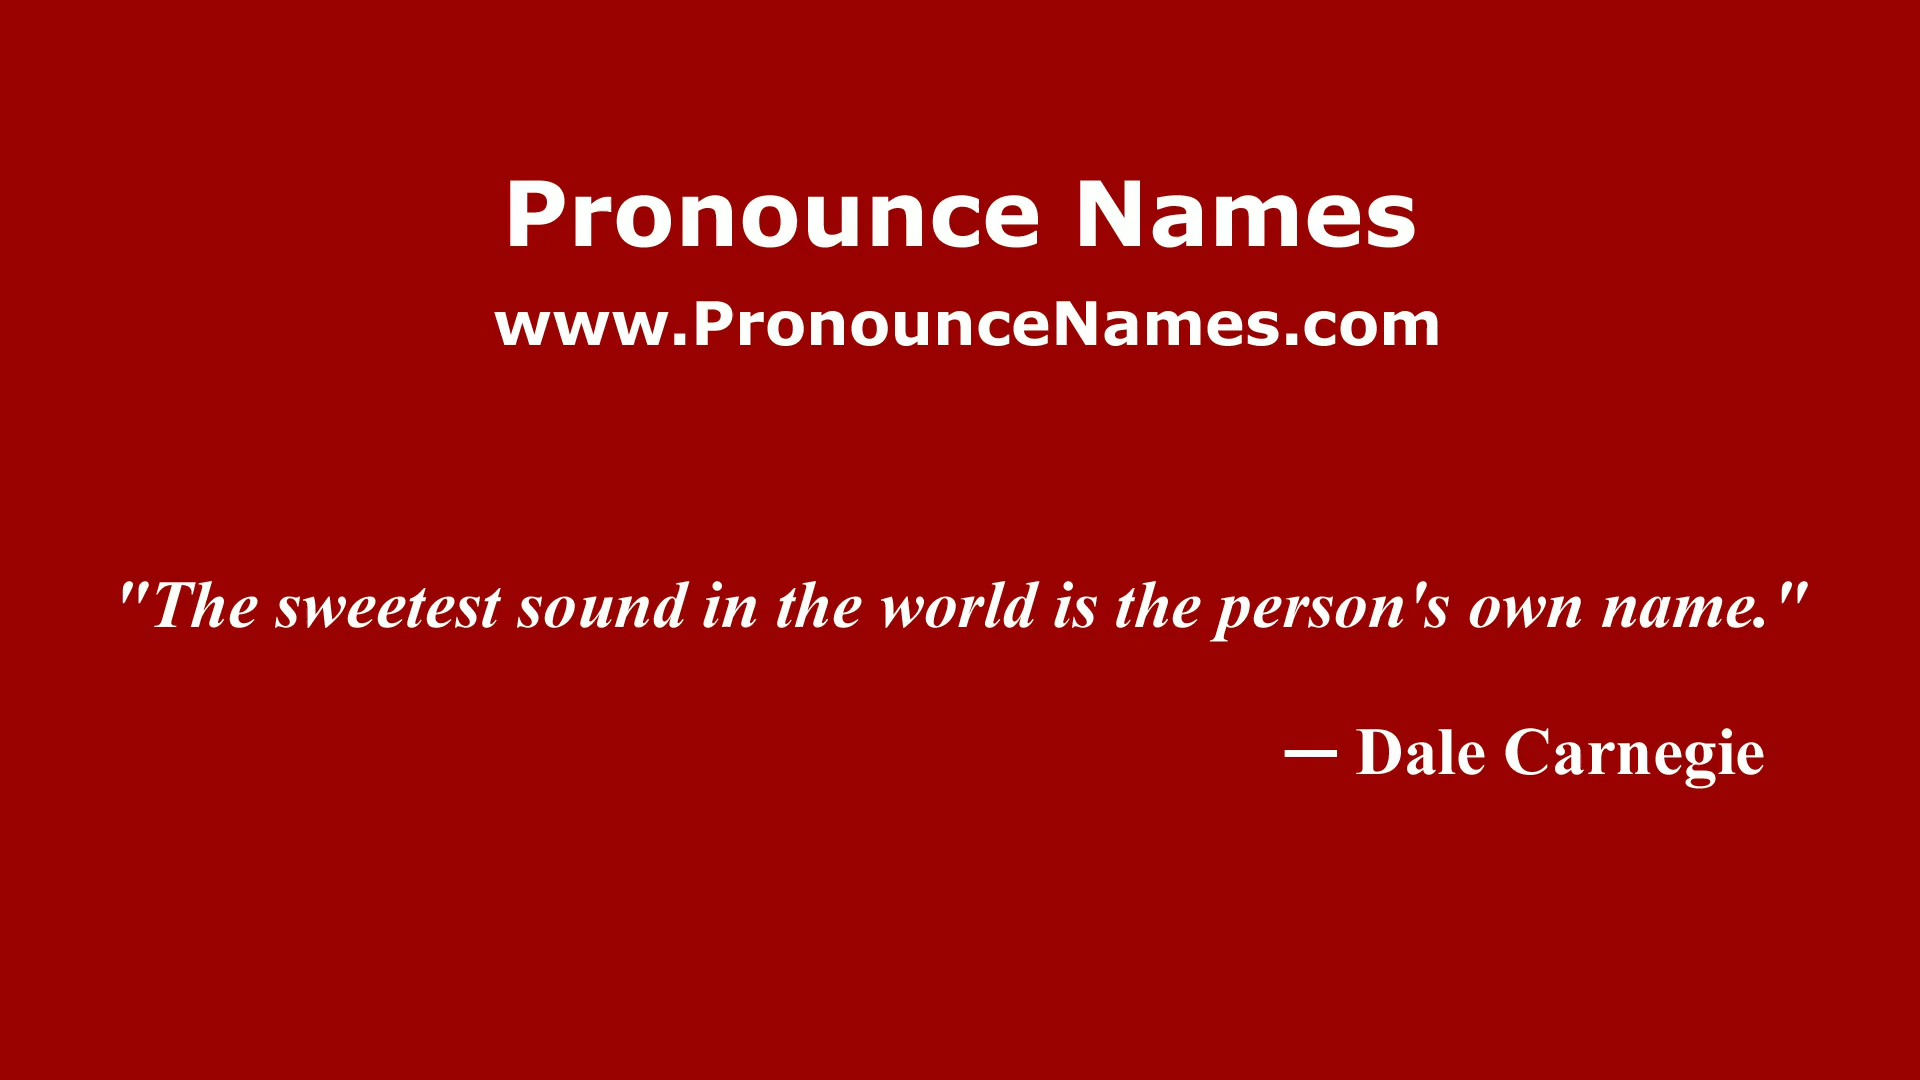 Pronounce Names
www.PronounceNames.com
"The sweetest sound in the world is the person's own name."
— Dale Carnegie